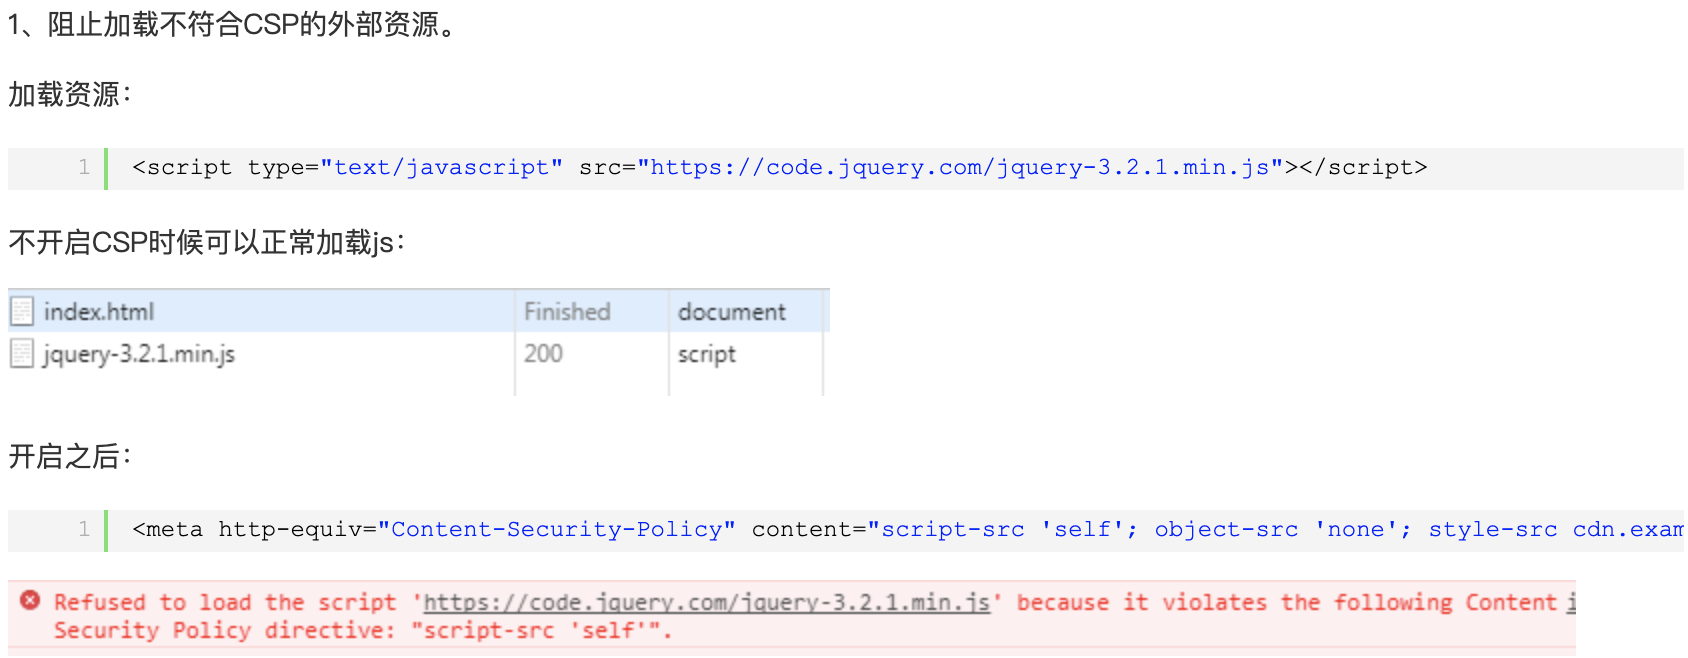 1、阻止加载不符合CSP的外部资源。
加载资源：
1 <script type="text/javascript" src="https://code.jquery.com/jquery-3.2.1.min.js"></script>
不开启CSP时候可以正常加载js：
index.html Finished document
jquery-3.2.1.min.js 200 script
开启之后：
1 <meta http-equiv="Content-Security-Policy" content="script-src 'self'; object-src 'none'; style-src cdn.exam
Refused to load the script 'https://code.jquery.com/jquery-3.2.1.min.js' because it violates the following Content i
Security Policy directive: "script-src 'self'".